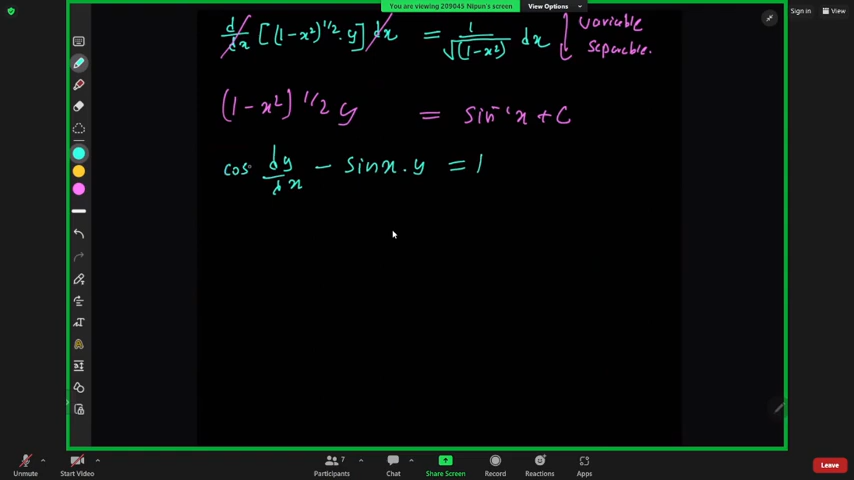 You are viewing 209045 Nipun's screen
View Options
Sign in
View
d/dx [(1-x²)^1/2 · y] dx = 1/√(1-x²) dx
variable
separable.
(1-x²)^1/2 y = sin⁻¹x + C
cos dy/dx - sinx · y = 1
Unmute
Start Video
Participants
7
Chat
Share Screen
Record
Reactions
Apps
Leave